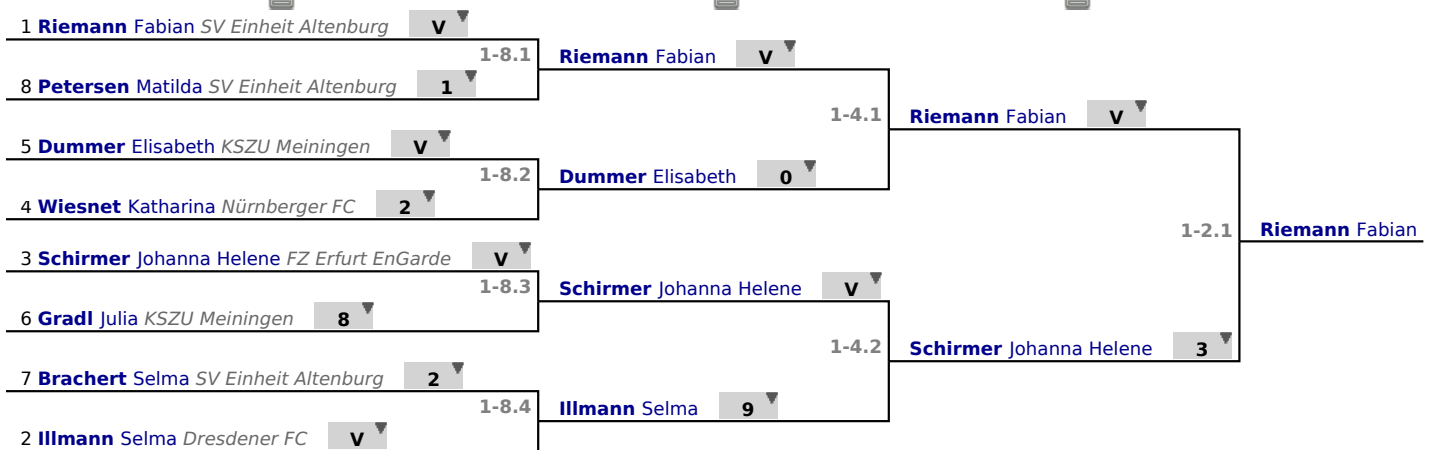 1 Riemann Fabian SV Einheit Altenburg V
1-8.1
8 Petersen Matilda SV Einheit Altenburg 1
5 Dummer Elisabeth KSZU Meiningen V
1-8.2
4 Wiesnet Katharina Nürnberger FC 2
3 Schirmer Johanna Helene FZ Erfurt EnGarde V
1-8.3
6 Gradl Julia KSZU Meiningen 8
7 Brachert Selma SV Einheit Altenburg 2
1-8.4
2 Illmann Selma Dresdener FC V
Riemann Fabian V
1-4.1
Dummer Elisabeth 0
Schirmer Johanna Helene V
1-4.2
Illmann Selma 9
Riemann Fabian V
1-2.1
Schirmer Johanna Helene 3
Riemann Fabian